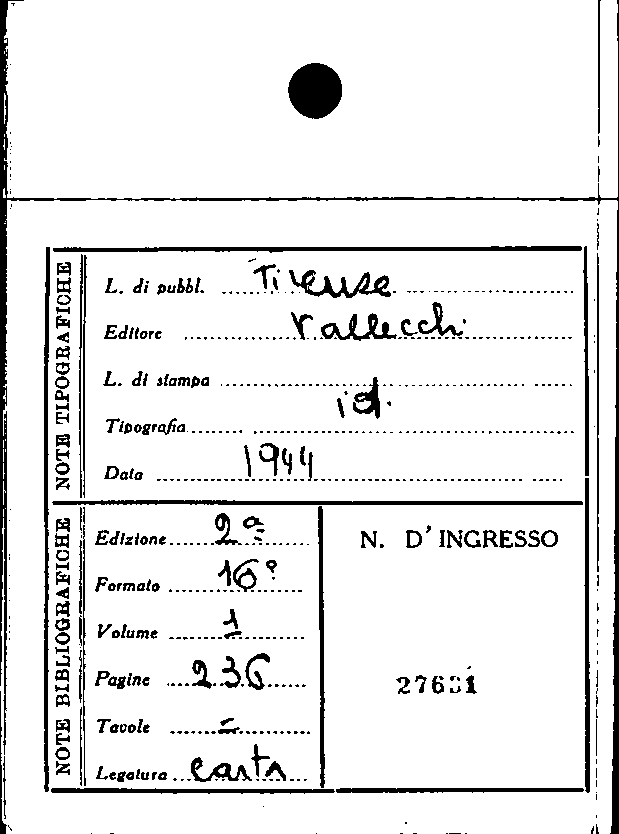 NOTE TIPOGRAFICHE
L. di pubbl. Firenze
Editore Vallecchi
L. di stampa
id.
Tipografia
Data 1944
NOTE BIBLIOGRAFICHE
Edizione 2ª
Formato 16°
Volume 1
Pagine 236
Tavole -
Legatura carta
N. D'INGRESSO